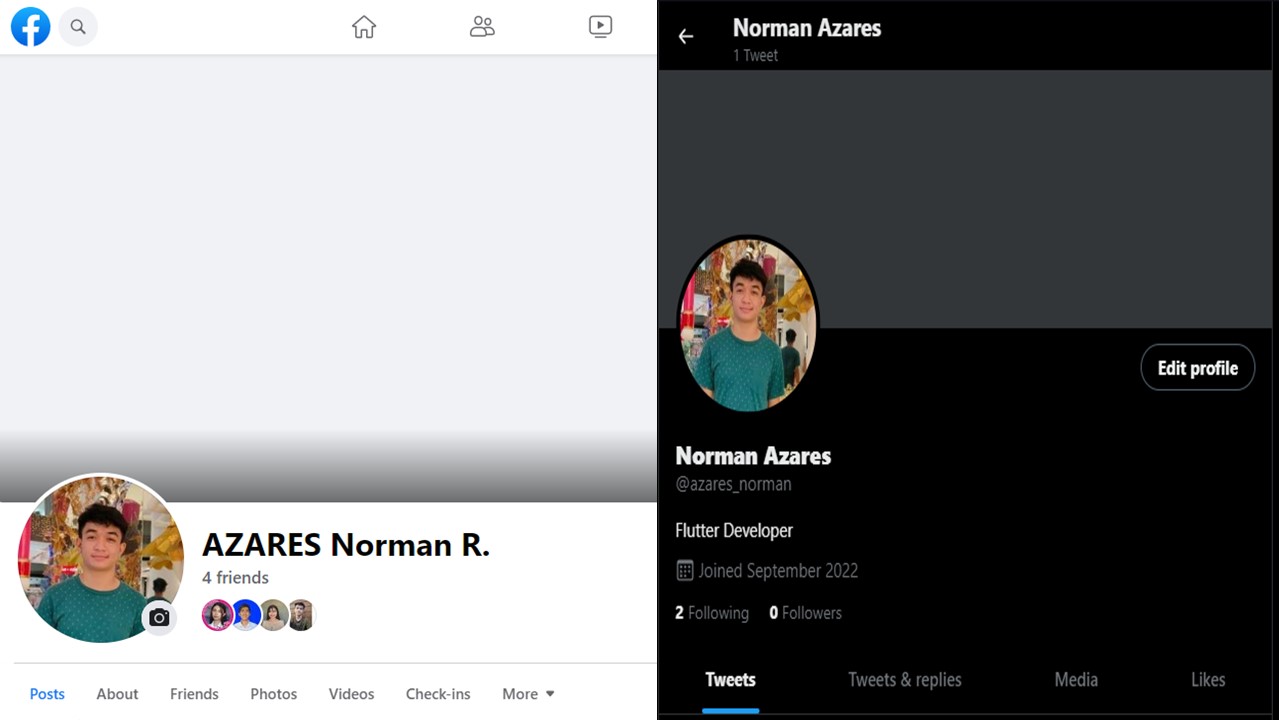 AZARES Norman R.
4 friends
Posts About Friends Photos Videos Check-ins More
Norman Azares
1 Tweet
Edit profile
Norman Azares
@azares_norman
Flutter Developer
Joined September 2022
2 Following 0 Followers
Tweets Tweets & replies Media Likes